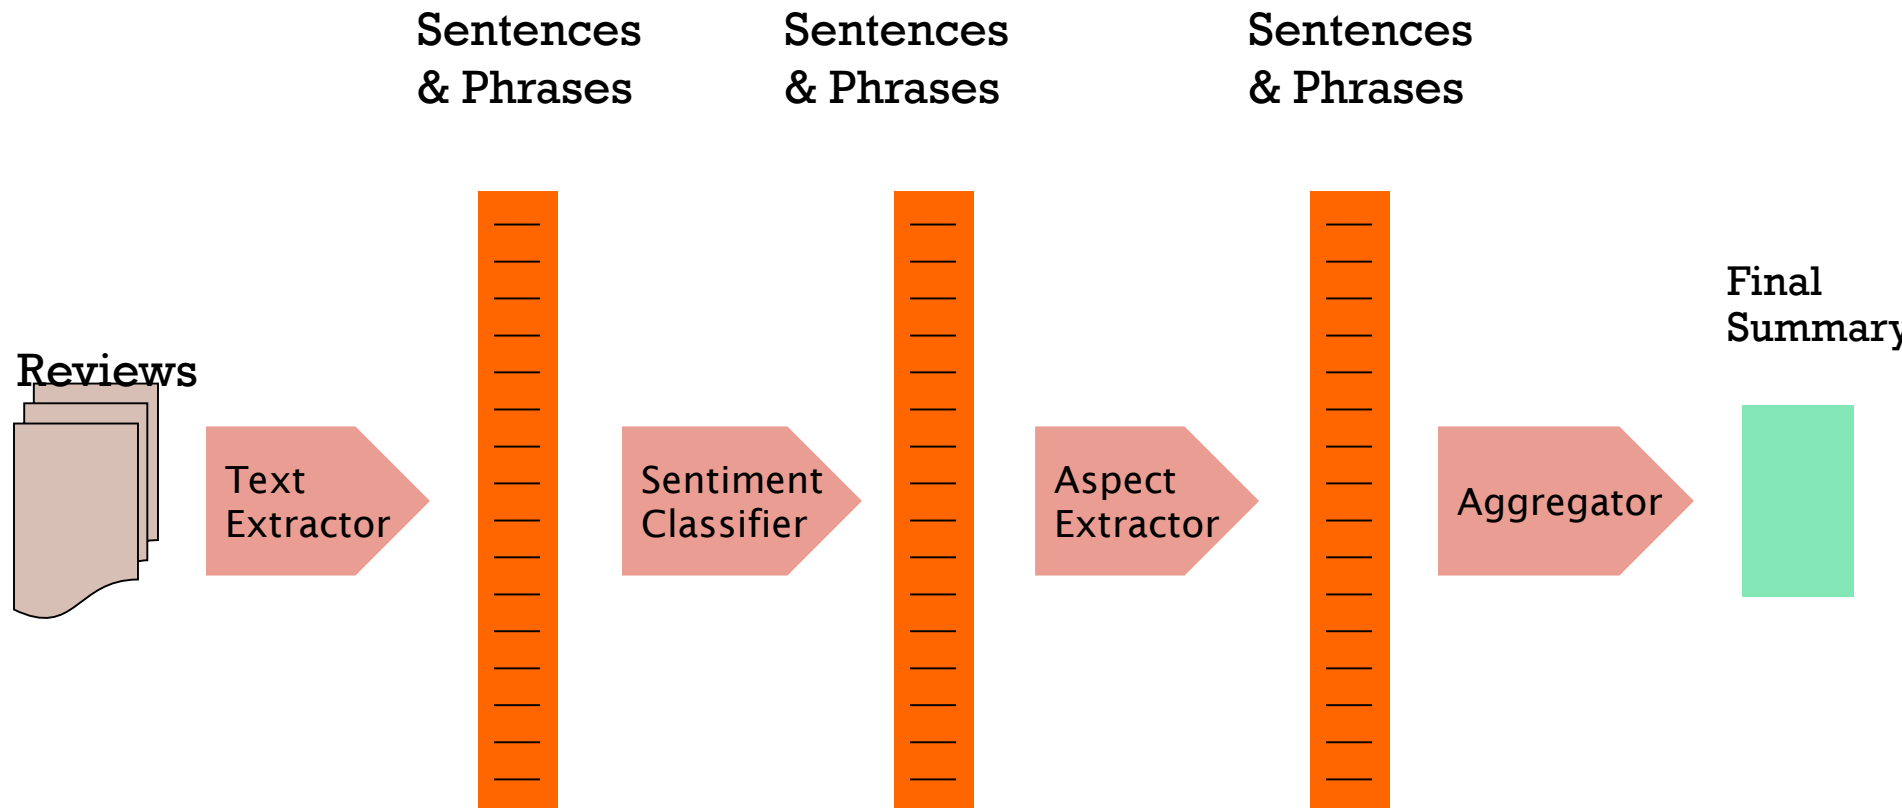 Sentences
& Phrases
Sentences
& Phrases
Sentences
& Phrases
Reviews
Text
Extractor
Sentiment
Classifier
Aspect
Extractor
Aggregator
Final
Summary